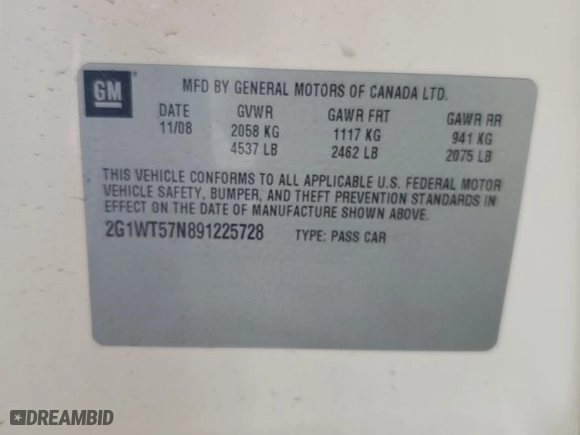 GM
MFD BY GENERAL MOTORS OF CANADA LTD.
DATE GVWR GAWR FRT GAWR RR
11/08 2058 KG 1117 KG 941 KG
4537 LB 2462 LB 2075 LB
THIS VEHICLE CONFORMS TO ALL APPLICABLE U.S. FEDERAL MOTOR
VEHICLE SAFETY, BUMPER, AND THEFT PREVENTION STANDARDS IN
EFFECT ON THE DATE OF MANUFACTURE SHOWN ABOVE.
2G1WT57N891225728 TYPE: PASS CAR
DREAMBID